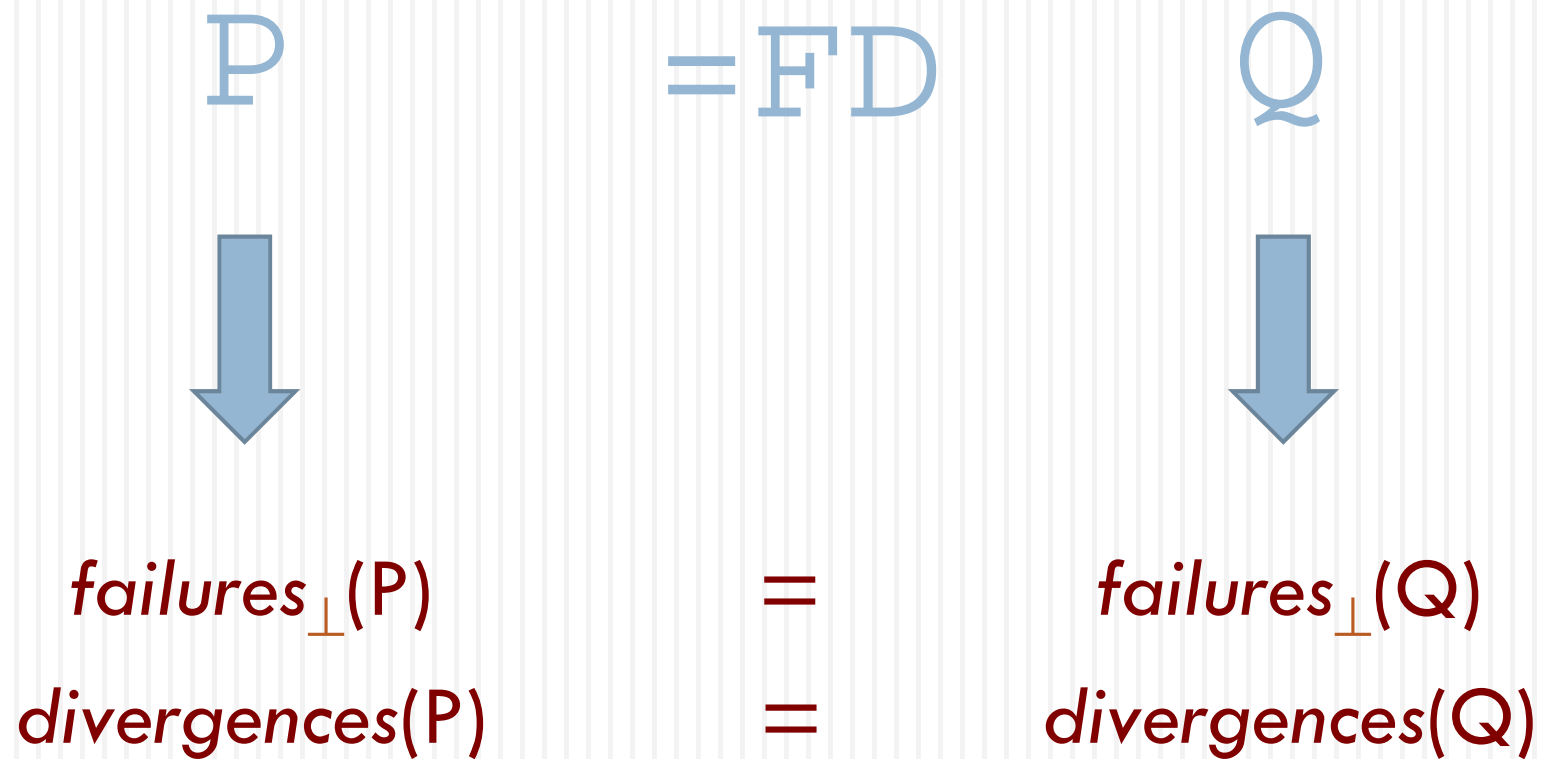 P =FD Q
failures⊥(P) = failures⊥(Q)
divergences(P) = divergences(Q)